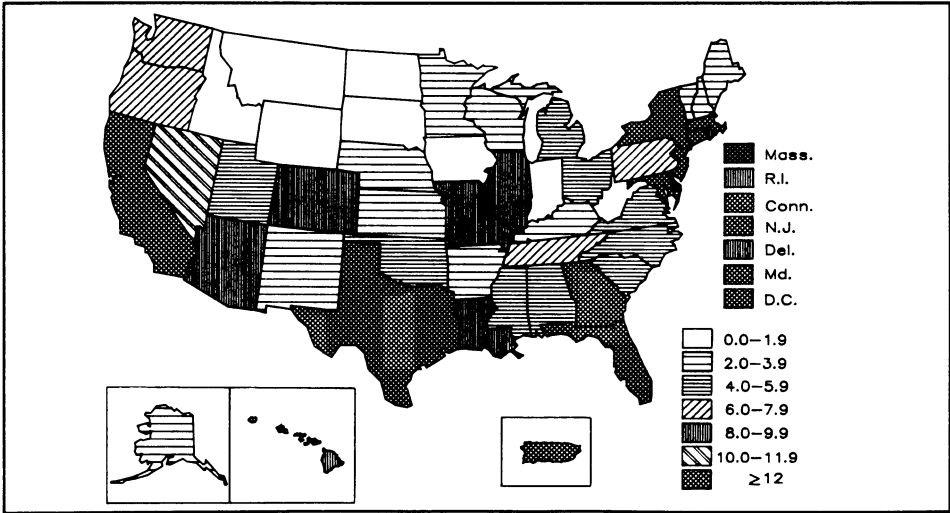 Mass.
R.I.
Conn.
N.J.
Del.
Md.
D.C.
0.0–1.9
2.0–3.9
4.0–5.9
6.0–7.9
8.0–9.9
10.0–11.9
≥12